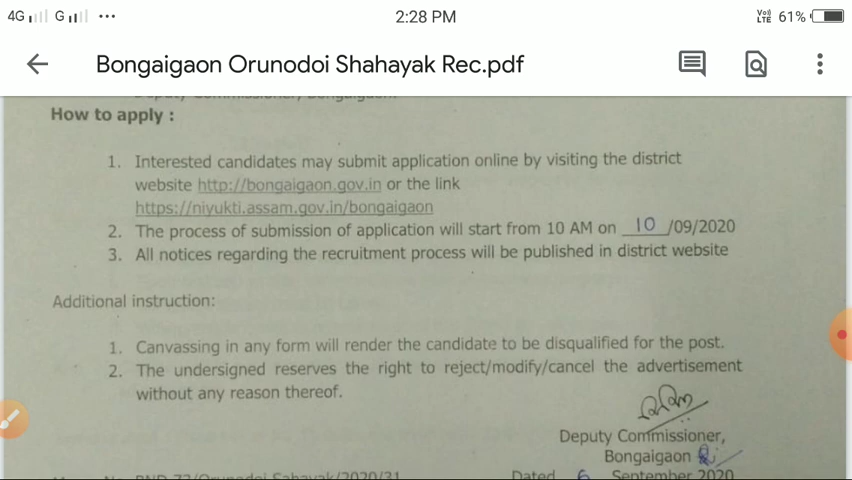 4G G ••• 2:28 PM Vo)) LTE 61%
Bongaigaon Orunodoi Shahayak Rec.pdf
Deputy Commissioner, Bongaigaon.
How to apply :
1. Interested candidates may submit application online by visiting the district
website http://bongaigaon.gov.in or the link
https://niyukti.assam.gov.in/bongaigaon
2. The process of submission of application will start from 10 AM on 10 /09/2020
3. All notices regarding the recruitment process will be published in district website
Additional instruction:
1. Canvassing in any form will render the candidate to be disqualified for the post.
2. The undersigned reserves the right to reject/modify/cancel the advertisement
without any reason thereof.
Deputy Commissioner,
Bongaigaon
Dated 6 September 2020